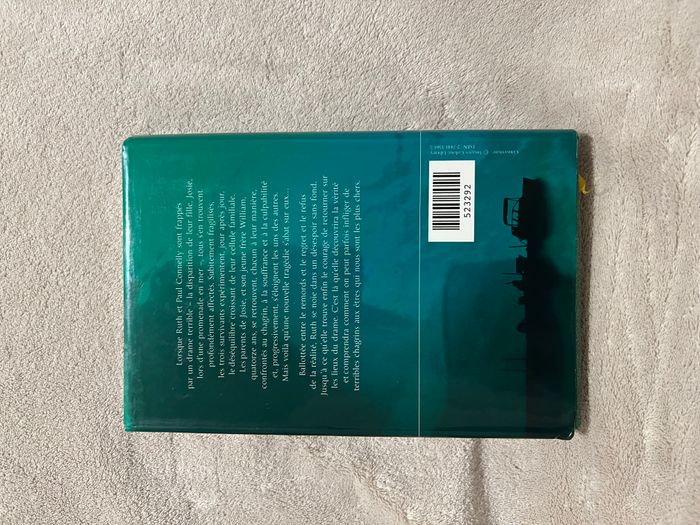 Lorsque Ruth et Paul Connelly sont frappés
par un drame terrible – la disparition de leur fille, Josie,
lors d'une promenade en mer –, tous s'en trouvent
profondément affectés. Subitement fragilisés,
les trois survivants expérimentent, jour après jour,
le déséquilibre croissant de leur cellule familiale.
Les parents de Josie, et son jeune frère William,
quatorze ans, se retrouvent, chacun à leur manière,
confrontés au chagrin, à la souffrance et à la culpabilité
et, progressivement, s'éloignent les uns des autres.
Mais voilà qu'une nouvelle tragédie s'abat sur eux...
Ballottée entre le remords et le regret et le refus
de la réalité, Ruth se noie dans un désespoir sans fond.
Jusqu'à ce qu'elle trouve enfin le courage de retourner sur
les lieux du drame. C'est là qu'elle découvrira la vérité
et comprendra comment on peut parfois infliger de
terribles chagrins aux êtres qui nous sont les plus chers.
523292